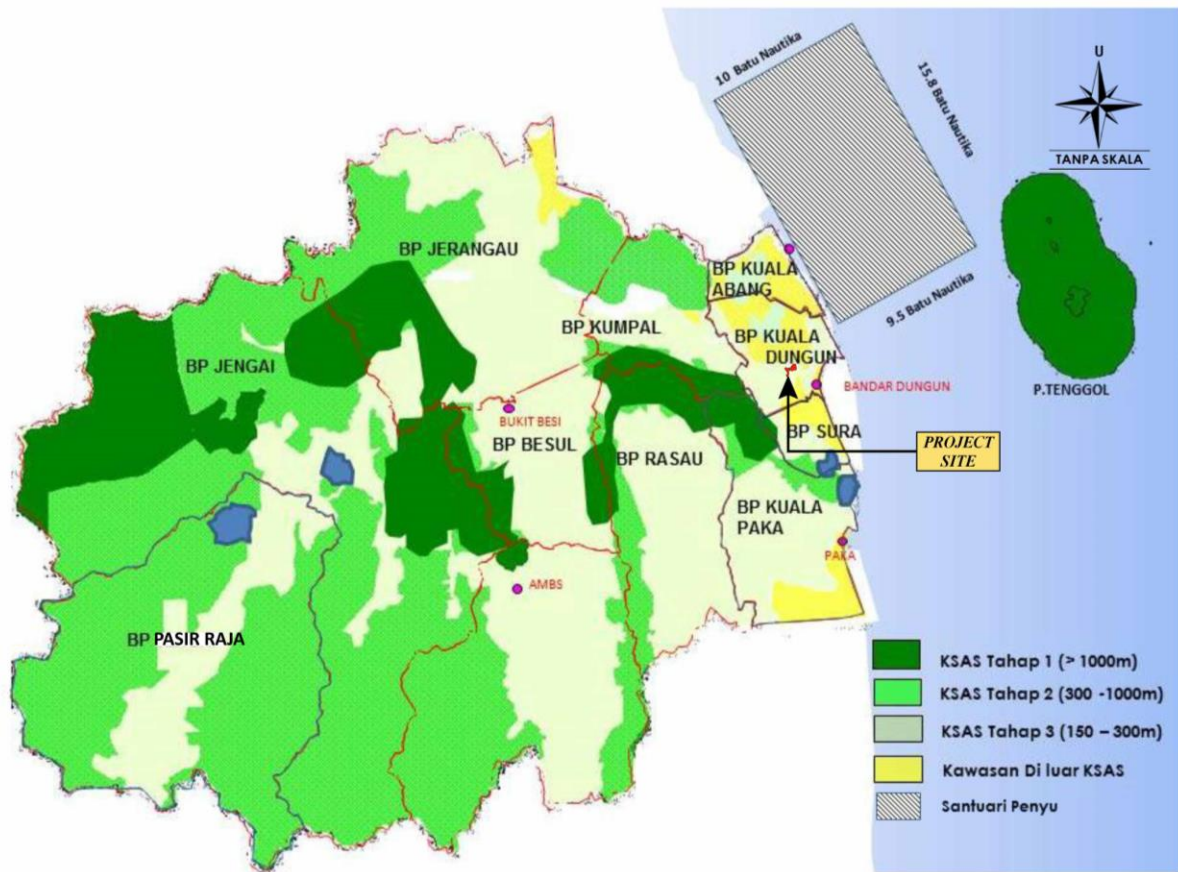 10 Batu Nautika
15.8 Batu Nautika
9.5 Batu Nautika
U
TANPA SKALA
P.TENGGOL
BP JERANGAU
BP KUALA
ABANG
BP KUMPAL
BP KUALA
DUNGUN
BP JENGAI
BANDAR DUNGUN
BUKIT BESI
BP BESUL
BP SURA
BP RASAU
PROJECT
SITE
BP KUALA
PAKA
PAKA
AMBS
BP PASIR RAJA
KSAS Tahap 1 (> 1000m)
KSAS Tahap 2 (300 -1000m)
KSAS Tahap 3 (150 – 300m)
Kawasan Di luar KSAS
Santuari Penyu